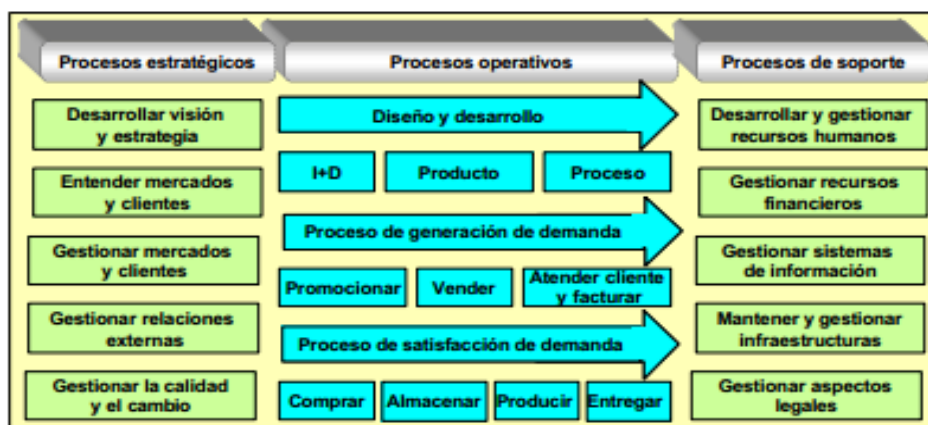 Procesos estratégicos
Desarrollar visión
y estrategia
Entender mercados
y clientes
Gestionar mercados
y clientes
Gestionar relaciones
externas
Gestionar la calidad
y el cambio
Procesos operativos
Diseño y desarrollo
I+D
Producto
Proceso
Proceso de generación de demanda
Promocionar
Vender
Atender cliente
y facturar
Proceso de satisfacción de demanda
Comprar
Almacenar
Producir
Entregar
Procesos de soporte
Desarrollar y gestionar
recursos humanos
Gestionar recursos
financieros
Gestionar sistemas
de información
Mantener y gestionar
infraestructuras
Gestionar aspectos
legales